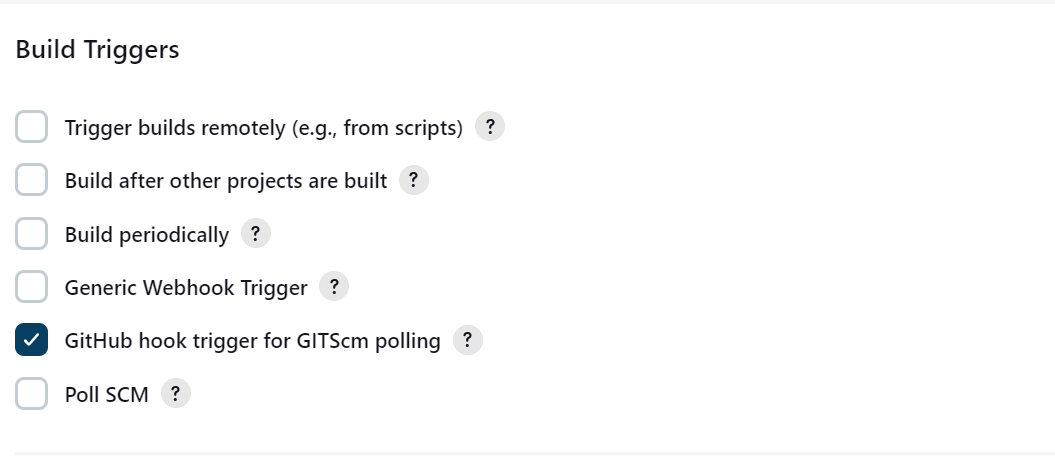 Build Triggers
Trigger builds remotely (e.g., from scripts) ?
Build after other projects are built ?
Build periodically ?
Generic Webhook Trigger ?
GitHub hook trigger for GITScm polling ?
Poll SCM ?